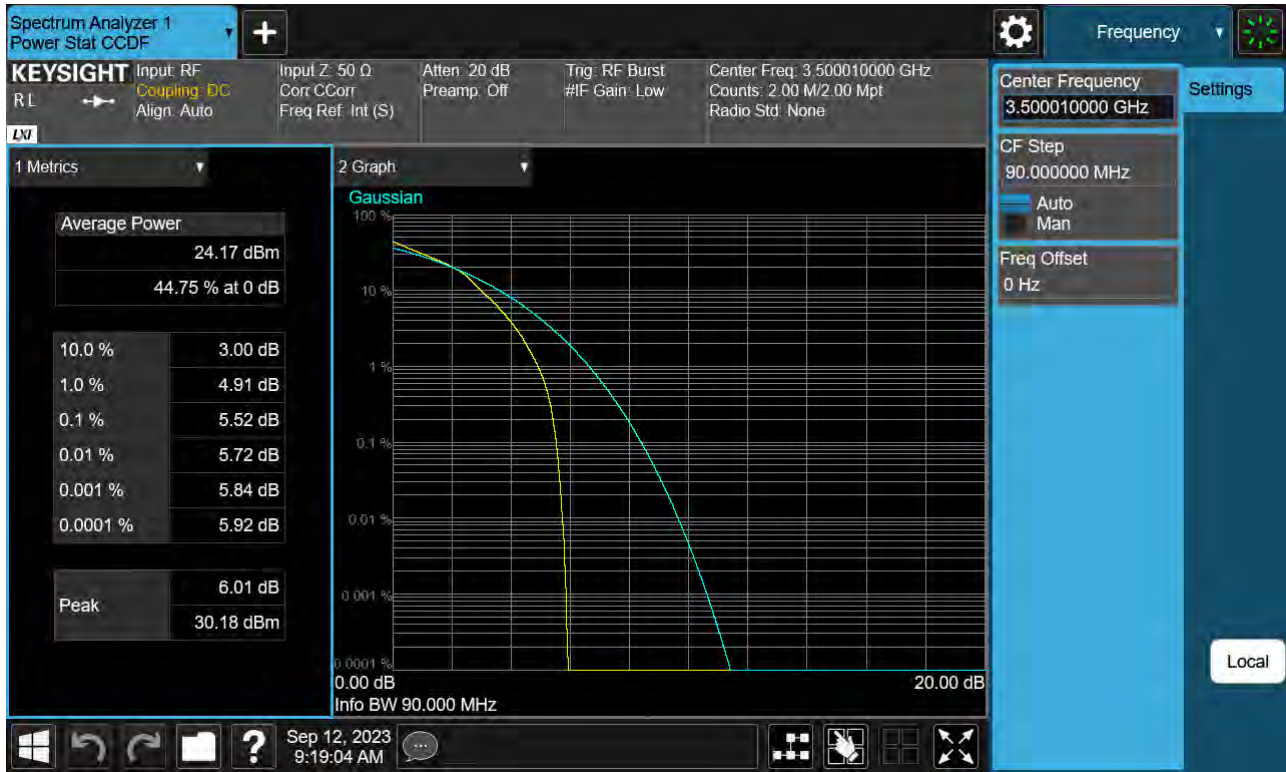 Spectrum Analyzer 1
Power Stat CCDF
Frequency
KEYSIGHT
RL
LXI
Input: RF
Coupling: DC
Align: Auto
Input Z: 50 Ω
Corr CCorr
Freq Ref: Int (S)
Atten: 20 dB
Preamp: Off
Trig: RF Burst
#IF Gain: Low
Center Freq: 3.500010000 GHz
Counts: 2.00 M/2.00 Mpt
Radio Std: None
Center Frequency
3.500010000 GHz
Settings
CF Step
90.000000 MHz
Auto
Man
Freq Offset
0 Hz
Local
1 Metrics
Average Power
24.17 dBm
44.75 % at 0 dB
10.0 % 3.00 dB
1.0 % 4.91 dB
0.1 % 5.52 dB
0.01 % 5.72 dB
0.001 % 5.84 dB
0.0001 % 5.92 dB
Peak
6.01 dB
30.18 dBm
2 Graph
Gaussian
100 %
10 %
1 %
0.1 %
0.01 %
0.001 %
0.0001 %
0.00 dB 20.00 dB
Info BW 90.000 MHz
?
Sep 12, 2023
9:19:04 AM